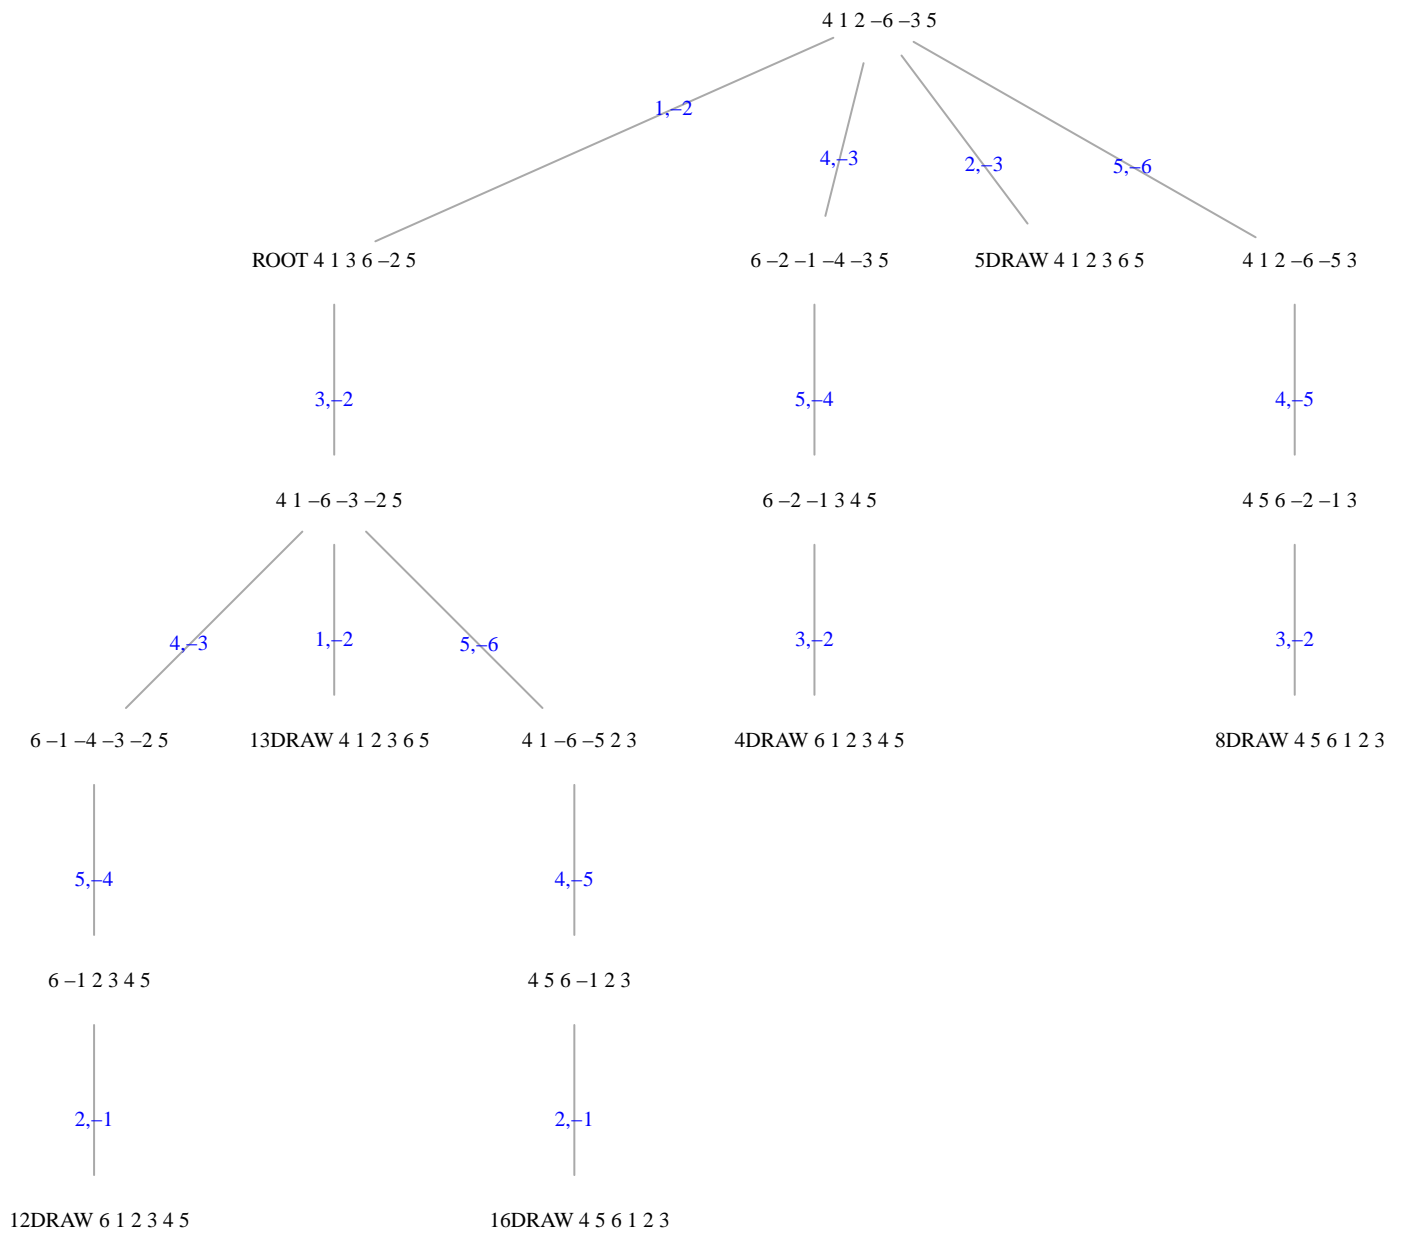 4 1 2 –6 –3 5
1,–2
4,–3
2,–3
5,–6
ROOT 4 1 3 6 –2 5
6 –2 –1 –4 –3 5
5DRAW 4 1 2 3 6 5
4 1 2 –6 –5 3
3,–2
5,–4
4,–5
4 1 –6 –3 –2 5
6 –2 –1 3 4 5
4 5 6 –2 –1 3
4,–3
1,–2
5,–6
3,–2
3,–2
6 –1 –4 –3 –2 5
13DRAW 4 1 2 3 6 5
4 1 –6 –5 2 3
4DRAW 6 1 2 3 4 5
8DRAW 4 5 6 1 2 3
5,–4
4,–5
6 –1 2 3 4 5
4 5 6 –1 2 3
2,–1
2,–1
12DRAW 6 1 2 3 4 5
16DRAW 4 5 6 1 2 3